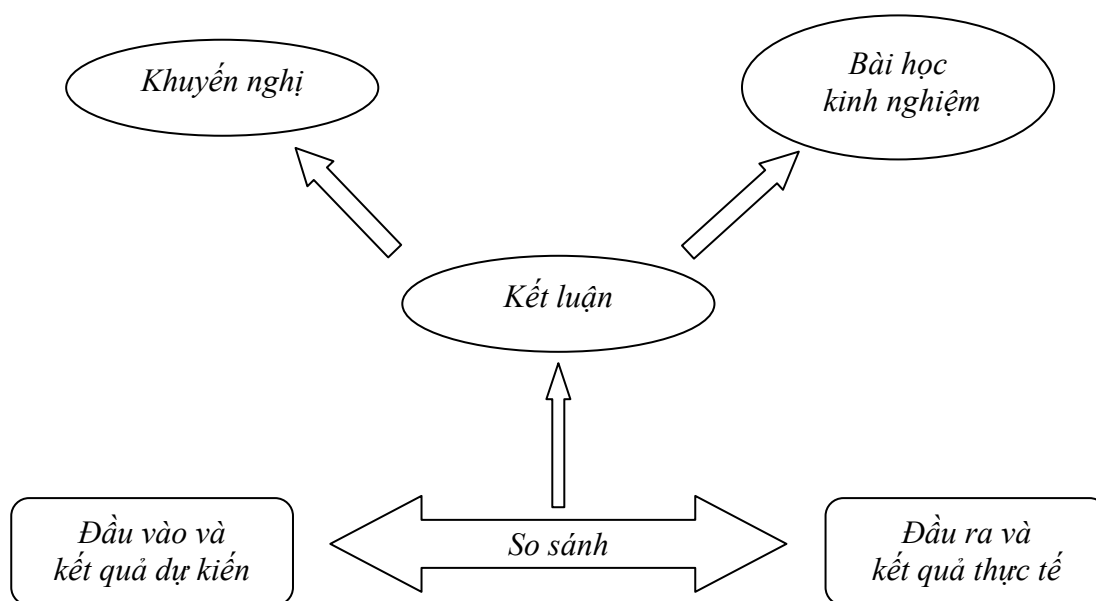 Khuyến nghị
Bài học
kinh nghiệm
Kết luận
Đầu vào và
kết quả dự kiến
So sánh
Đầu ra và
kết quả thực tế